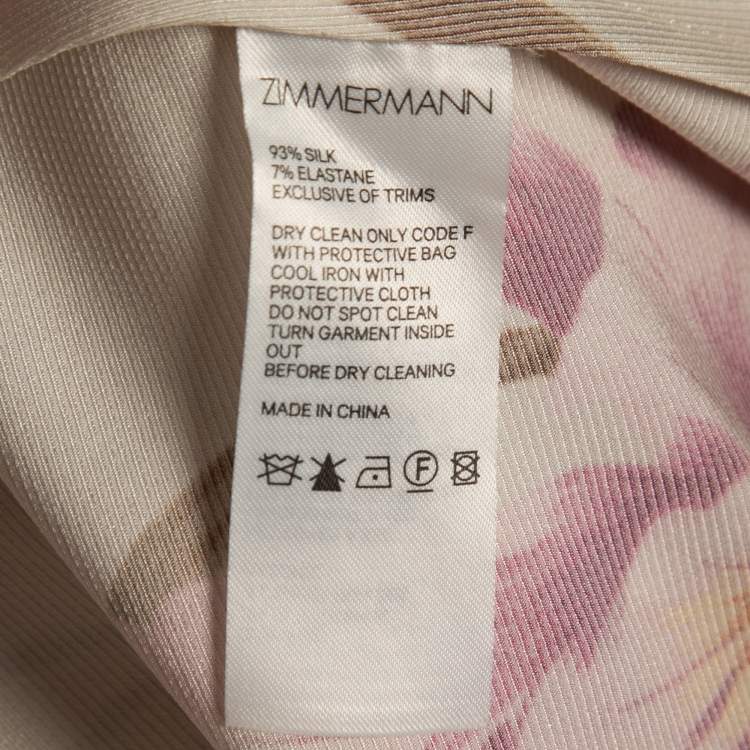 ZIMMERMANN
93% SILK
7% ELASTANE
EXCLUSIVE OF TRIMS
DRY CLEAN ONLY CODE F
WITH PROTECTIVE BAG
COOL IRON WITH
PROTECTIVE CLOTH
DO NOT SPOT CLEAN
TURN GARMENT INSIDE
OUT
BEFORE DRY CLEANING
MADE IN CHINA
F